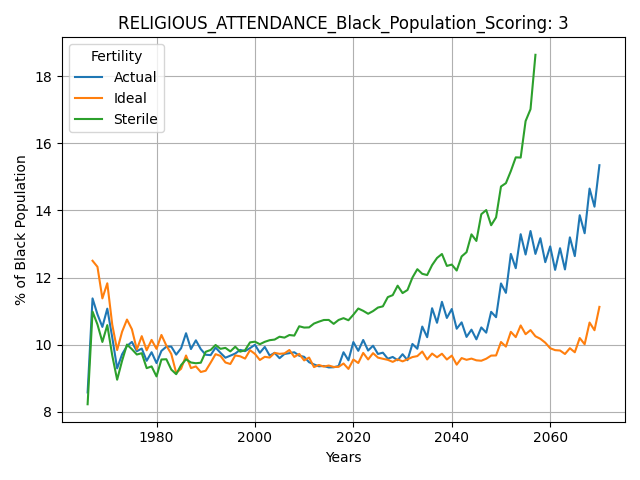 RELIGIOUS_ATTENDANCE_Black_Population_Scoring: 3
Fertility
Actual
Ideal
Sterile
% of Black Population
18
16
14
12
10
8
1980
2000
2020
2040
2060
Years